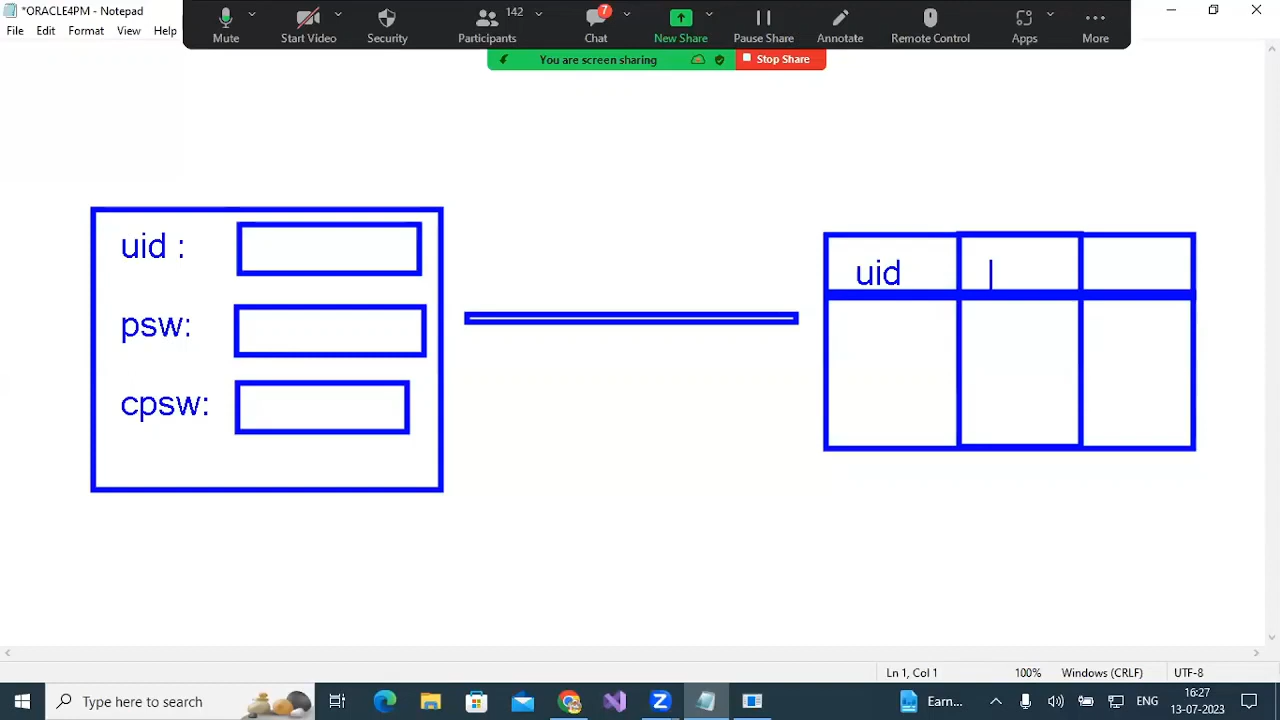 *ORACLE4PM - Notepad
File Edit Format View Help
Mute Start Video Security Participants 142 Chat 7 New Share Pause Share Annotate Remote Control Apps More
You are screen sharing Stop Share
uid :
psw:
cpsw:
uid
Ln 1, Col 1 100% Windows (CRLF) UTF-8
Type here to search
Earn...
ENG
16:27
13-07-2023